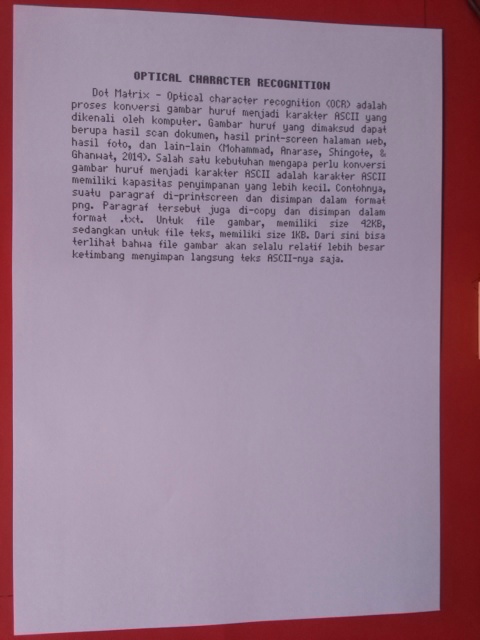 OPTICAL CHARACTER RECOGNITION
Dot Matrix - Optical character recognition (OCR) adalah
proses konversi gambar huruf menjadi karakter ASCII yang
dikenali oleh komputer. Gambar huruf yang dimaksud dapat
berupa hasil scan dokumen, hasil print-screen halaman web,
hasil foto, dan lain-lain (Mohammad, Anarase, Shingote, &
Ghanwat, 2014). Salah satu kebutuhan mengapa perlu konversi
gambar huruf menjadi karakter ASCII adalah karakter ASCII
memiliki kapasitas penyimpanan yang lebih kecil. Contohnya,
suatu paragraf di-printscreen dan disimpan dalam format
png. Paragraf tersebut juga di-copy dan disimpan dalam
format .txt. Untuk file gambar, memiliki size 42KB,
sedangkan untuk file teks, memiliki size 1KB. Dari sini bisa
terlihat bahwa file gambar akan selalu relatif lebih besar
ketimbang menyimpan langsung teks ASCII-nya saja.